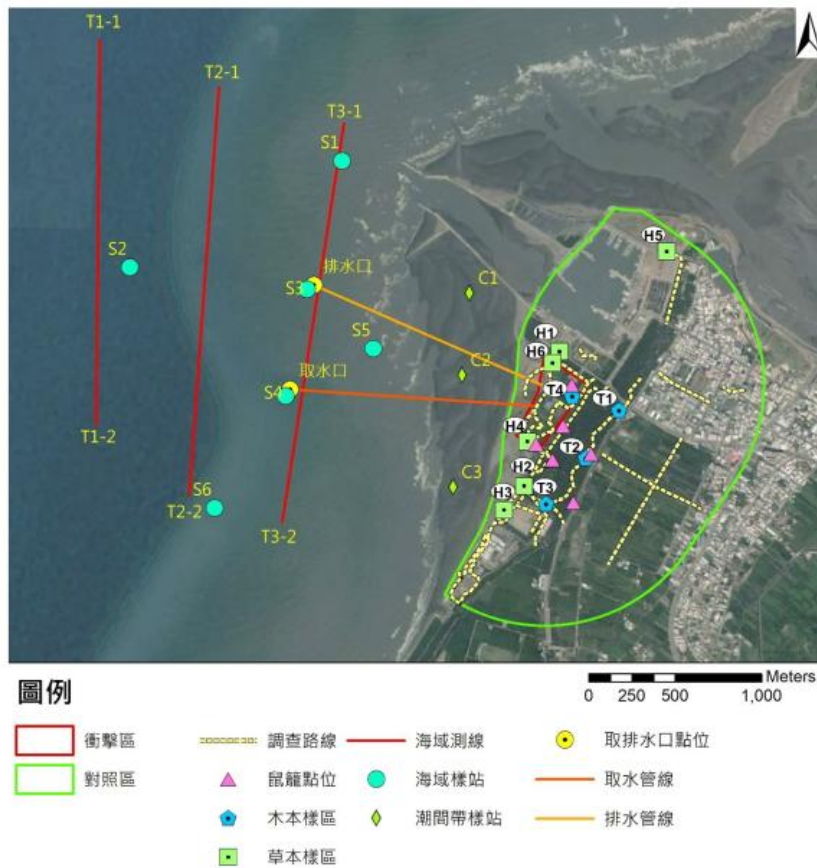 T1-1
T2-1
T3-1
S1
H5
S2
排水口
S3
C1
S5
H1
H6
取水口
C2
S4
T4
T1
T1-2
H4
T2
C3
H2
S6
T2-2
H3
T3
T3-2
圖例
Meters
0 250 500 1,000
衝擊區 調查路線 海域測線 取排水口點位
對照區 鼠籠點位 海域樣站 取水管線
木本樣區 潮間帶樣站 排水管線
草本樣區